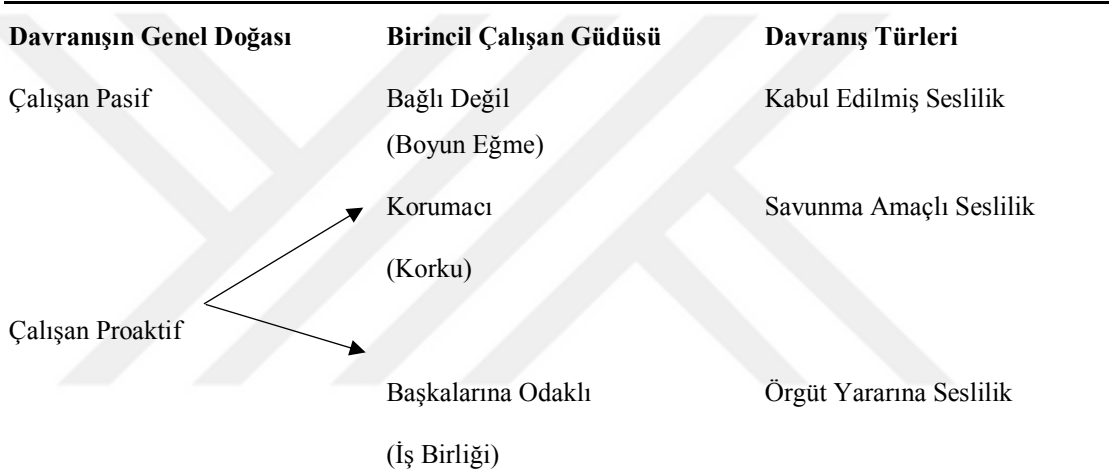 Davranışın Genel Doğası Birincil Çalışan Güdüsü Davranış Türleri
Çalışan Pasif Bağlı Değil Kabul Edilmiş Seslilik
(Boyun Eğme)
Korumacı Savunma Amaçlı Seslilik
(Korku)
Çalışan Proaktif
Başkalarına Odaklı Örgüt Yararına Seslilik
(İş Birliği)